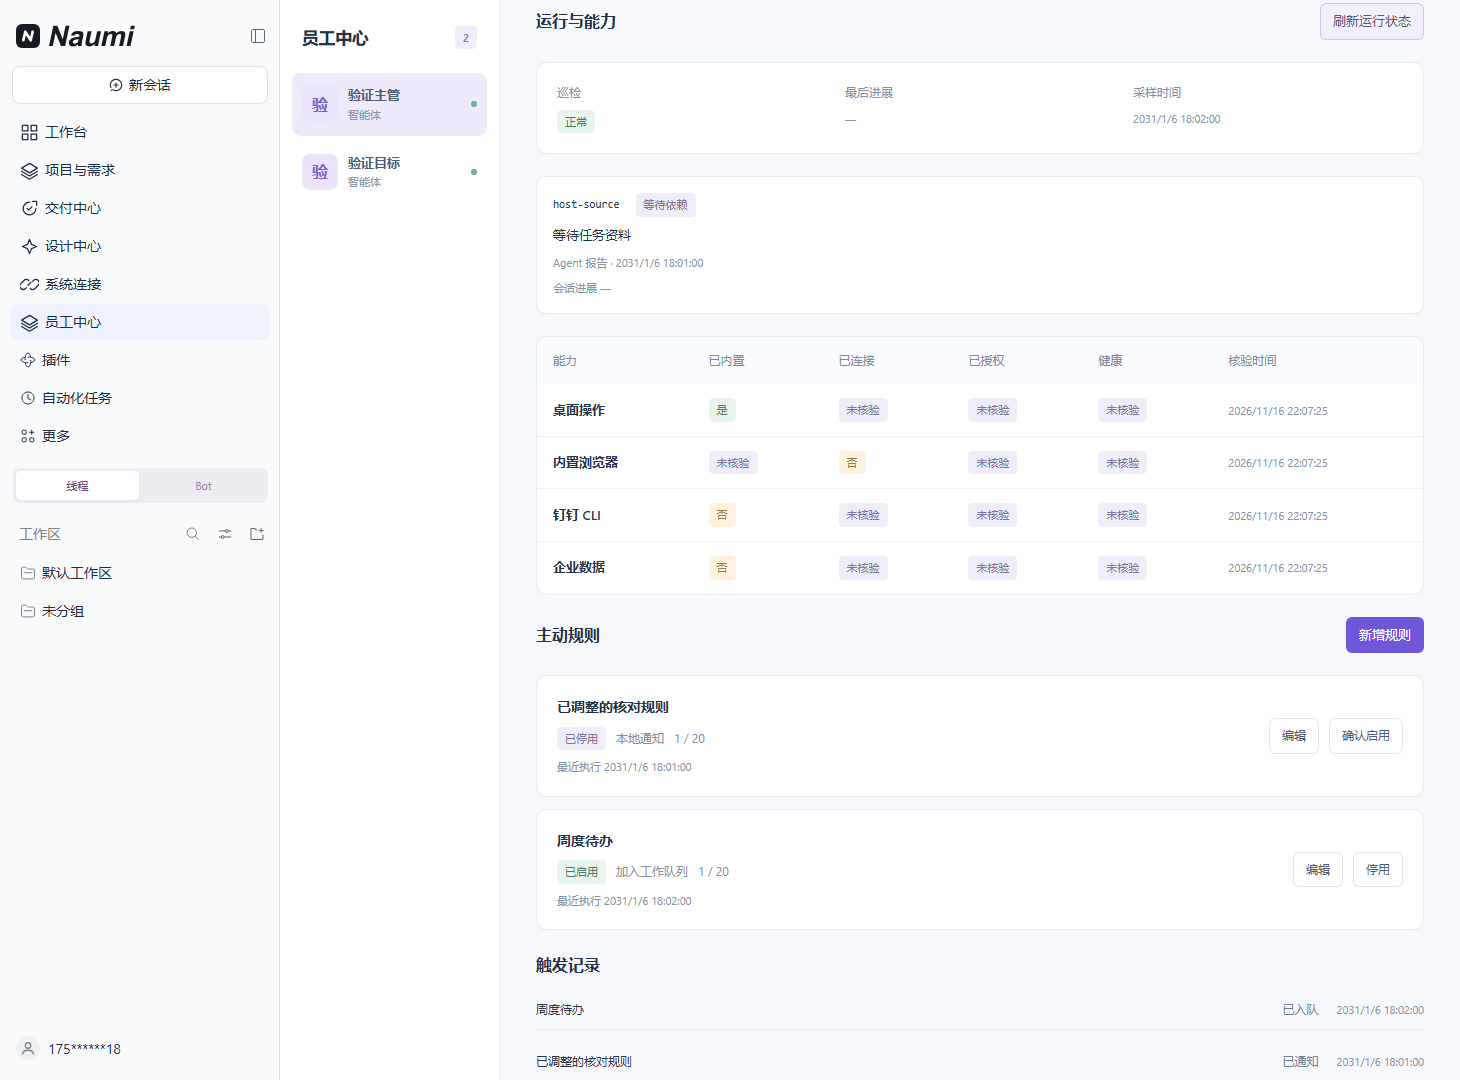 Naumi
新会话
工作台
项目与需求
交付中心
设计中心
系统连接
员工中心
插件
自动化任务
更多
线程 Bot
工作区
默认工作区
未分组
175******18
员工中心 2
验 验证主管
智能体
验 验证目标
智能体
运行与能力 刷新运行状态
巡检 最后进展 采样时间
正常 — 2031/1/6 18:02:00
host-source 等待依赖
等待任务资料
Agent 报告 · 2031/1/6 18:01:00
会话进展 —
能力 已内置 已连接 已授权 健康 核验时间
桌面操作 是 未核验 未核验 未核验 2026/11/16 22:07:25
内置浏览器 未核验 否 未核验 未核验 2026/11/16 22:07:25
钉钉 CLI 否 未核验 未核验 未核验 2026/11/16 22:07:25
企业数据 否 未核验 未核验 未核验 2026/11/16 22:07:25
主动规则 新增规则
已调整的核对规则
已停用 本地通知 1 / 20 编辑 确认启用
最近执行 2031/1/6 18:01:00
周度待办
已启用 加入工作队列 1 / 20 编辑 停用
最近执行 2031/1/6 18:02:00
触发记录
周度待办 已入队 2031/1/6 18:02:00
已调整的核对规则 已通知 2031/1/6 18:01:00